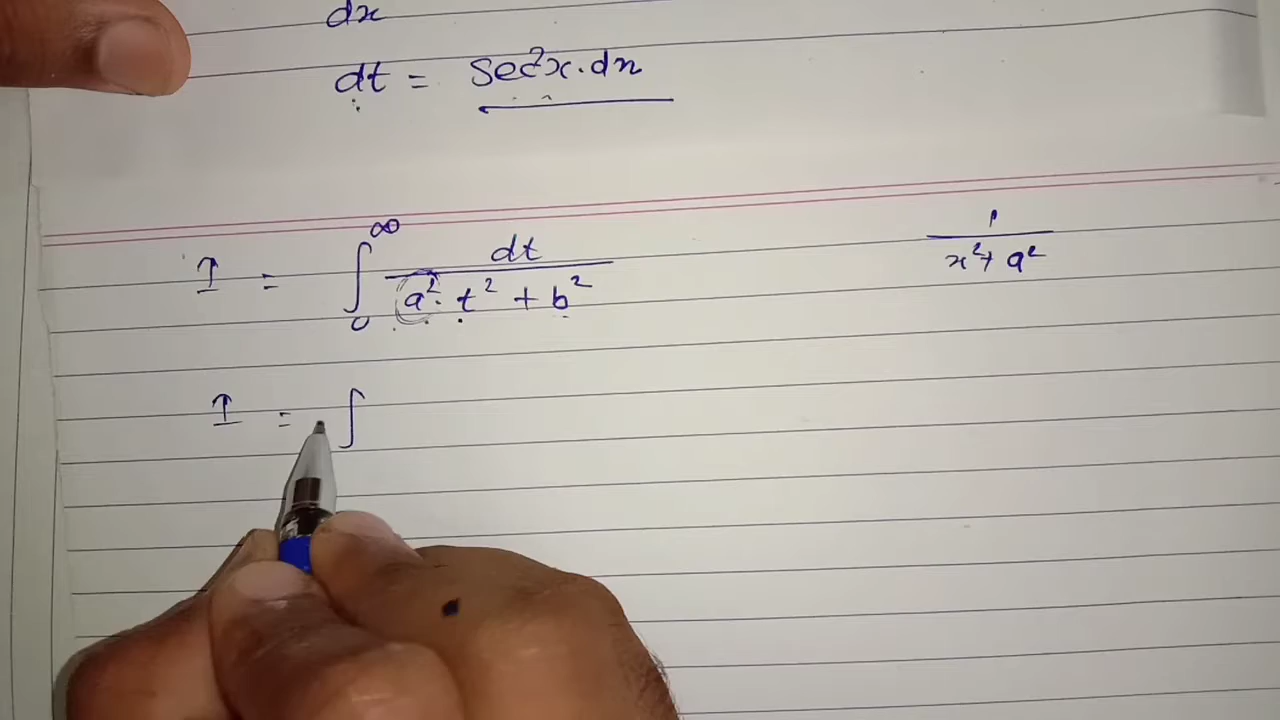 dx
dt = sec²x.dx
I = ∫₀^∞ dt / a². t² + b²
1 / x² + a²
I = ∫